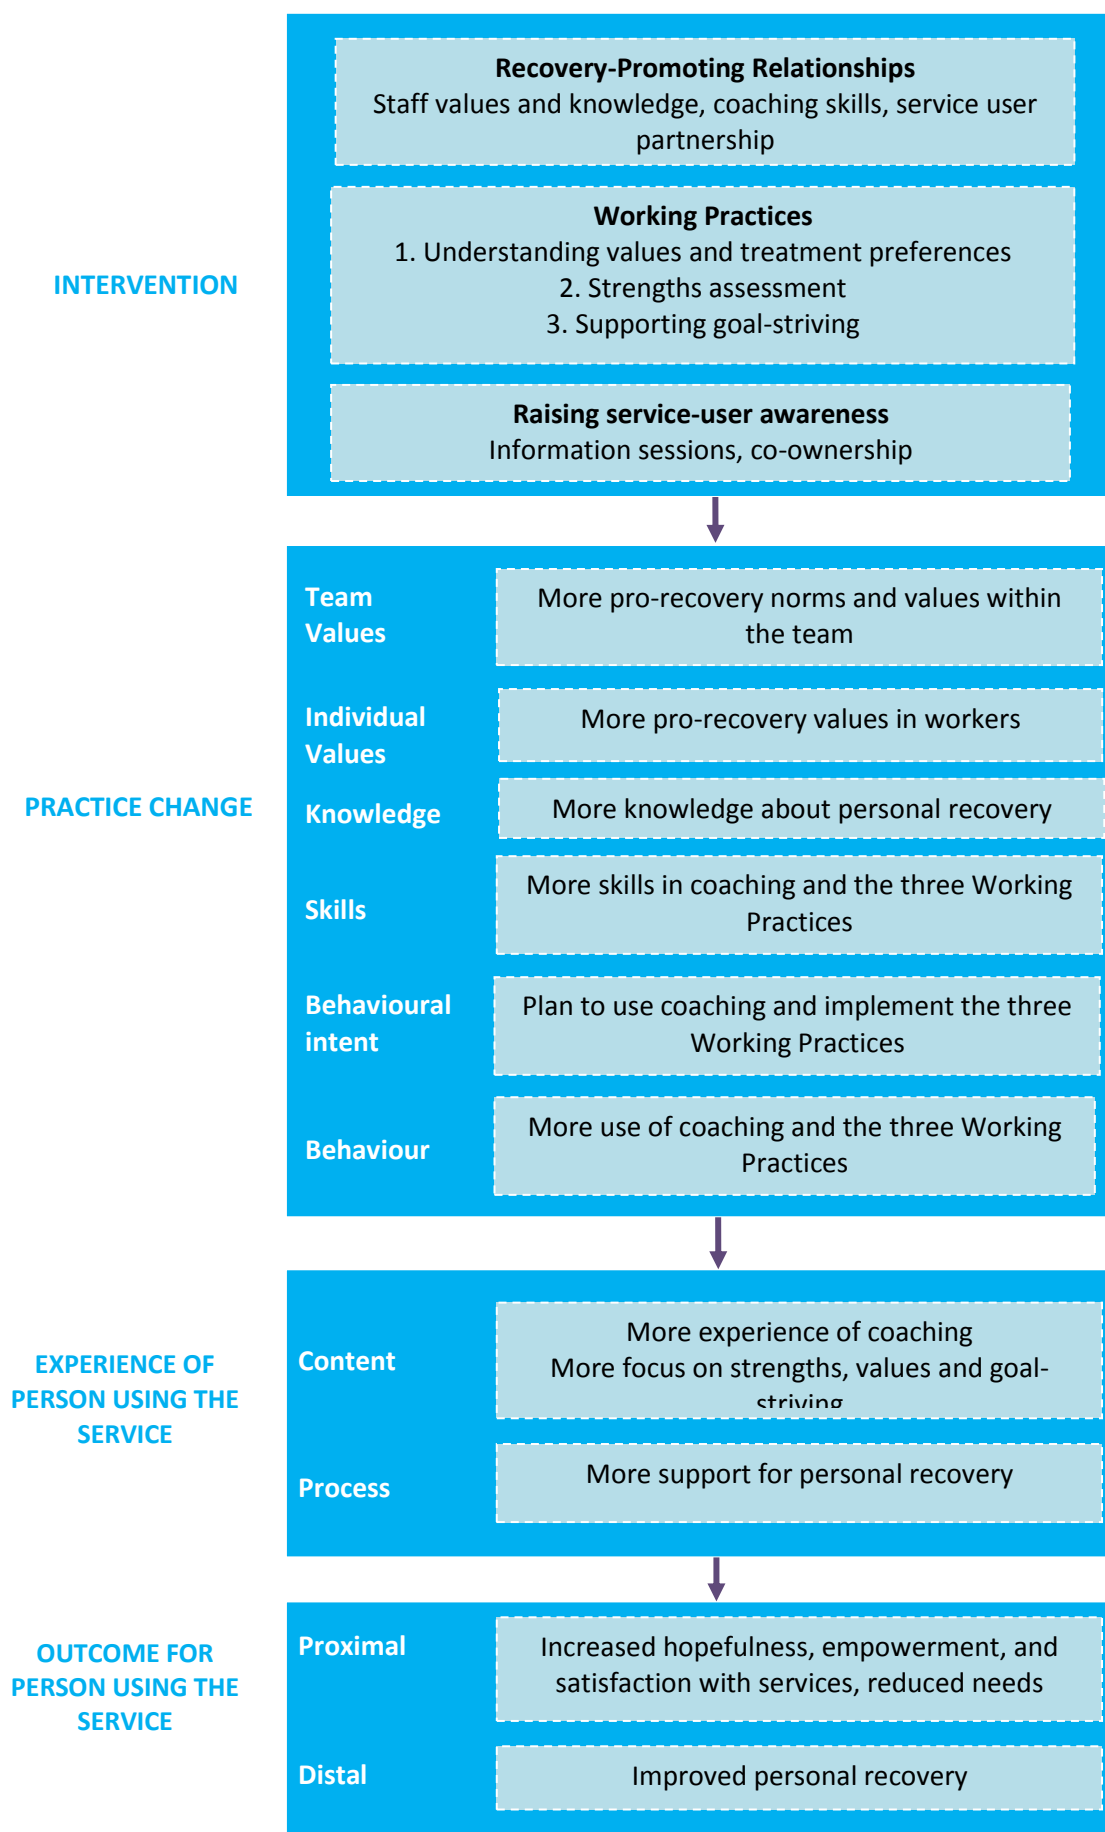 Recovery-Promoting Relationships
Staff values and knowledge, coaching skills, service user
partnership
Working Practices
1. Understanding values and treatment preferences
2. Strengths assessment
3. Supporting goal-striving
INTERVENTION
Raising service-user awareness
Information sessions, co-ownership
Team
Values
More pro-recovery norms and values within
the team
Individual
Values
More pro-recovery values in workers
PRACTICE CHANGE
Knowledge
More knowledge about personal recovery
Skills
More skills in coaching and the three Working
Practices
Behavioural
intent
Plan to use coaching and implement the three
Working Practices
Behaviour
More use of coaching and the three Working
Practices
EXPERIENCE OF
PERSON USING THE
SERVICE
Content
More experience of coaching
More focus on strengths, values and goal-
striving
Process
More support for personal recovery
OUTCOME FOR
PERSON USING THE
SERVICE
Proximal
Increased hopefulness, empowerment, and
satisfaction with services, reduced needs
Distal
Improved personal recovery